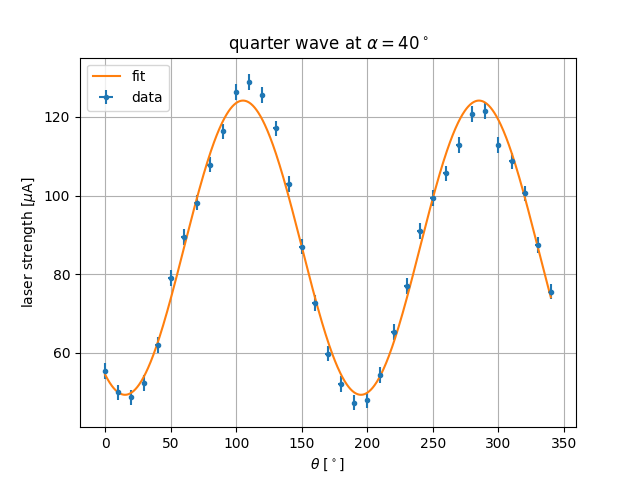 quarter wave at α = 40°
fit
data
laser strength [μA]
120
100
80
60
0 50 100 150 200 250 300 350
θ [°]